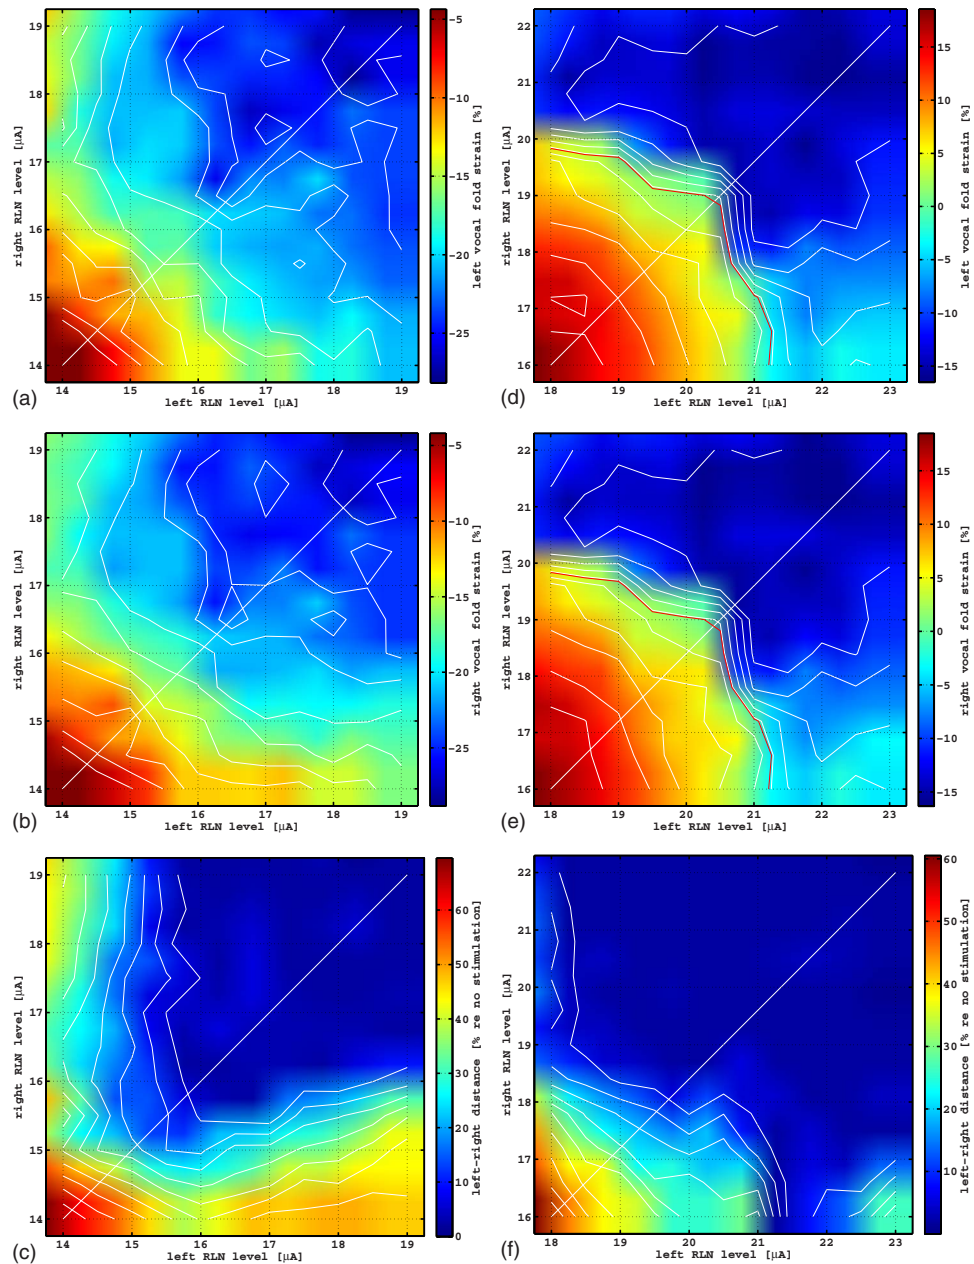 19
18
17
16
15
14
14 15 16 17 18 19
right RLN level [μA]
left RLN level [μA]
-5
-10
-15
-20
-25
left vocal fold strain [%]
(a)
22
21
20
19
18
17
16
18 19 20 21 22 23
right RLN level [μA]
left RLN level [μA]
15
10
5
0
-5
-10
-15
left vocal fold strain [%]
(d)
19
18
17
16
15
14
14 15 16 17 18 19
right RLN level [μA]
left RLN level [μA]
-5
-10
-15
-20
-25
right vocal fold strain [%]
(b)
22
21
20
19
18
17
16
18 19 20 21 22 23
right RLN level [μA]
left RLN level [μA]
15
10
5
0
-5
-10
-15
right vocal fold strain [%]
(e)
19
18
17
16
15
14
14 15 16 17 18 19
right RLN level [μA]
left RLN level [μA]
60
50
40
30
20
10
0
left-right distance [% re no stimulation]
(c)
22
21
20
19
18
17
16
18 19 20 21 22 23
right RLN level [μA]
left RLN level [μA]
60
50
40
30
20
10
left-right distance [% re no stimulation]
(f)